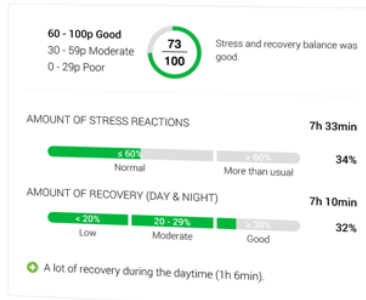 60 - 100p Good
30 - 59p Moderate
0 - 29p Poor
73
100
Stress and recovery balance was
good.
AMOUNT OF STRESS REACTIONS
7h 33min
≤ 60%
> 60%
34%
Normal
More than usual
AMOUNT OF RECOVERY (DAY & NIGHT)
7h 10min
< 20%
20 - 29%
≥ 30%
32%
Low
Moderate
Good
A lot of recovery during the daytime (1h 6min).